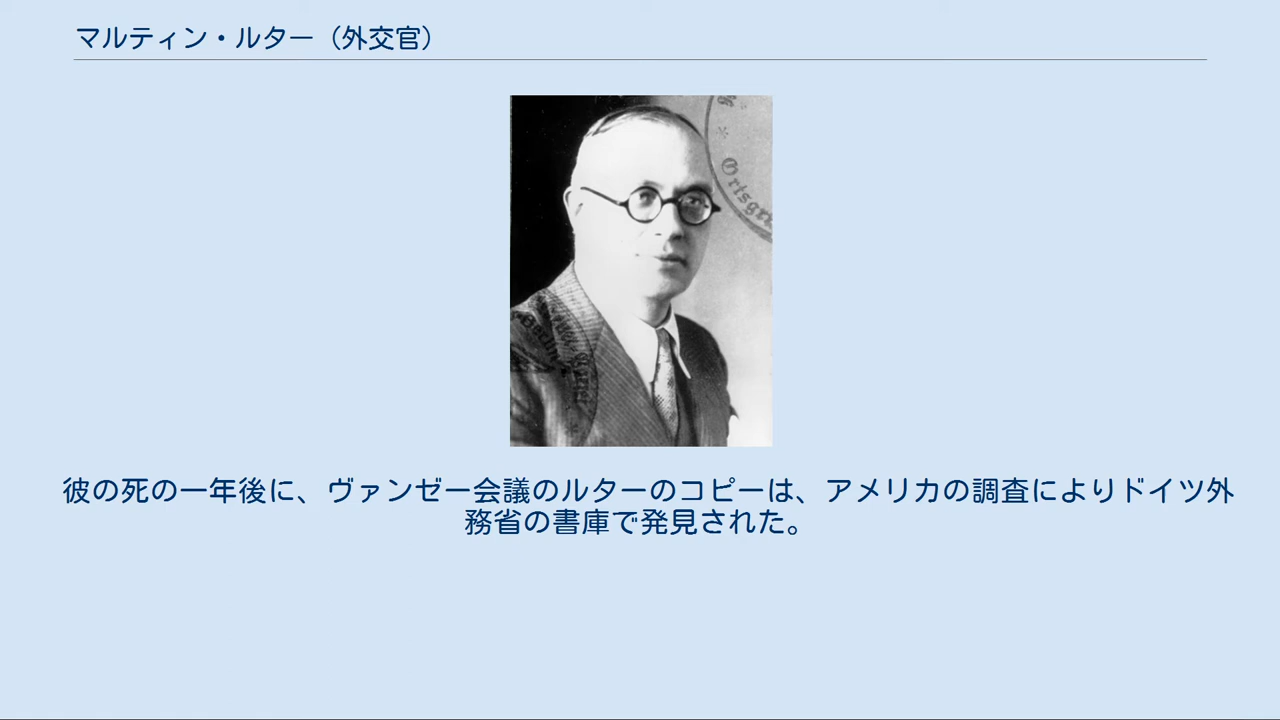 マルティン・ルター（外交官）
Ortsgru
Berlin
彼の死の一年後に、ヴァンゼー会議のルターのコピーは、アメリカの調査によりドイツ外
務省の書庫で発見された。